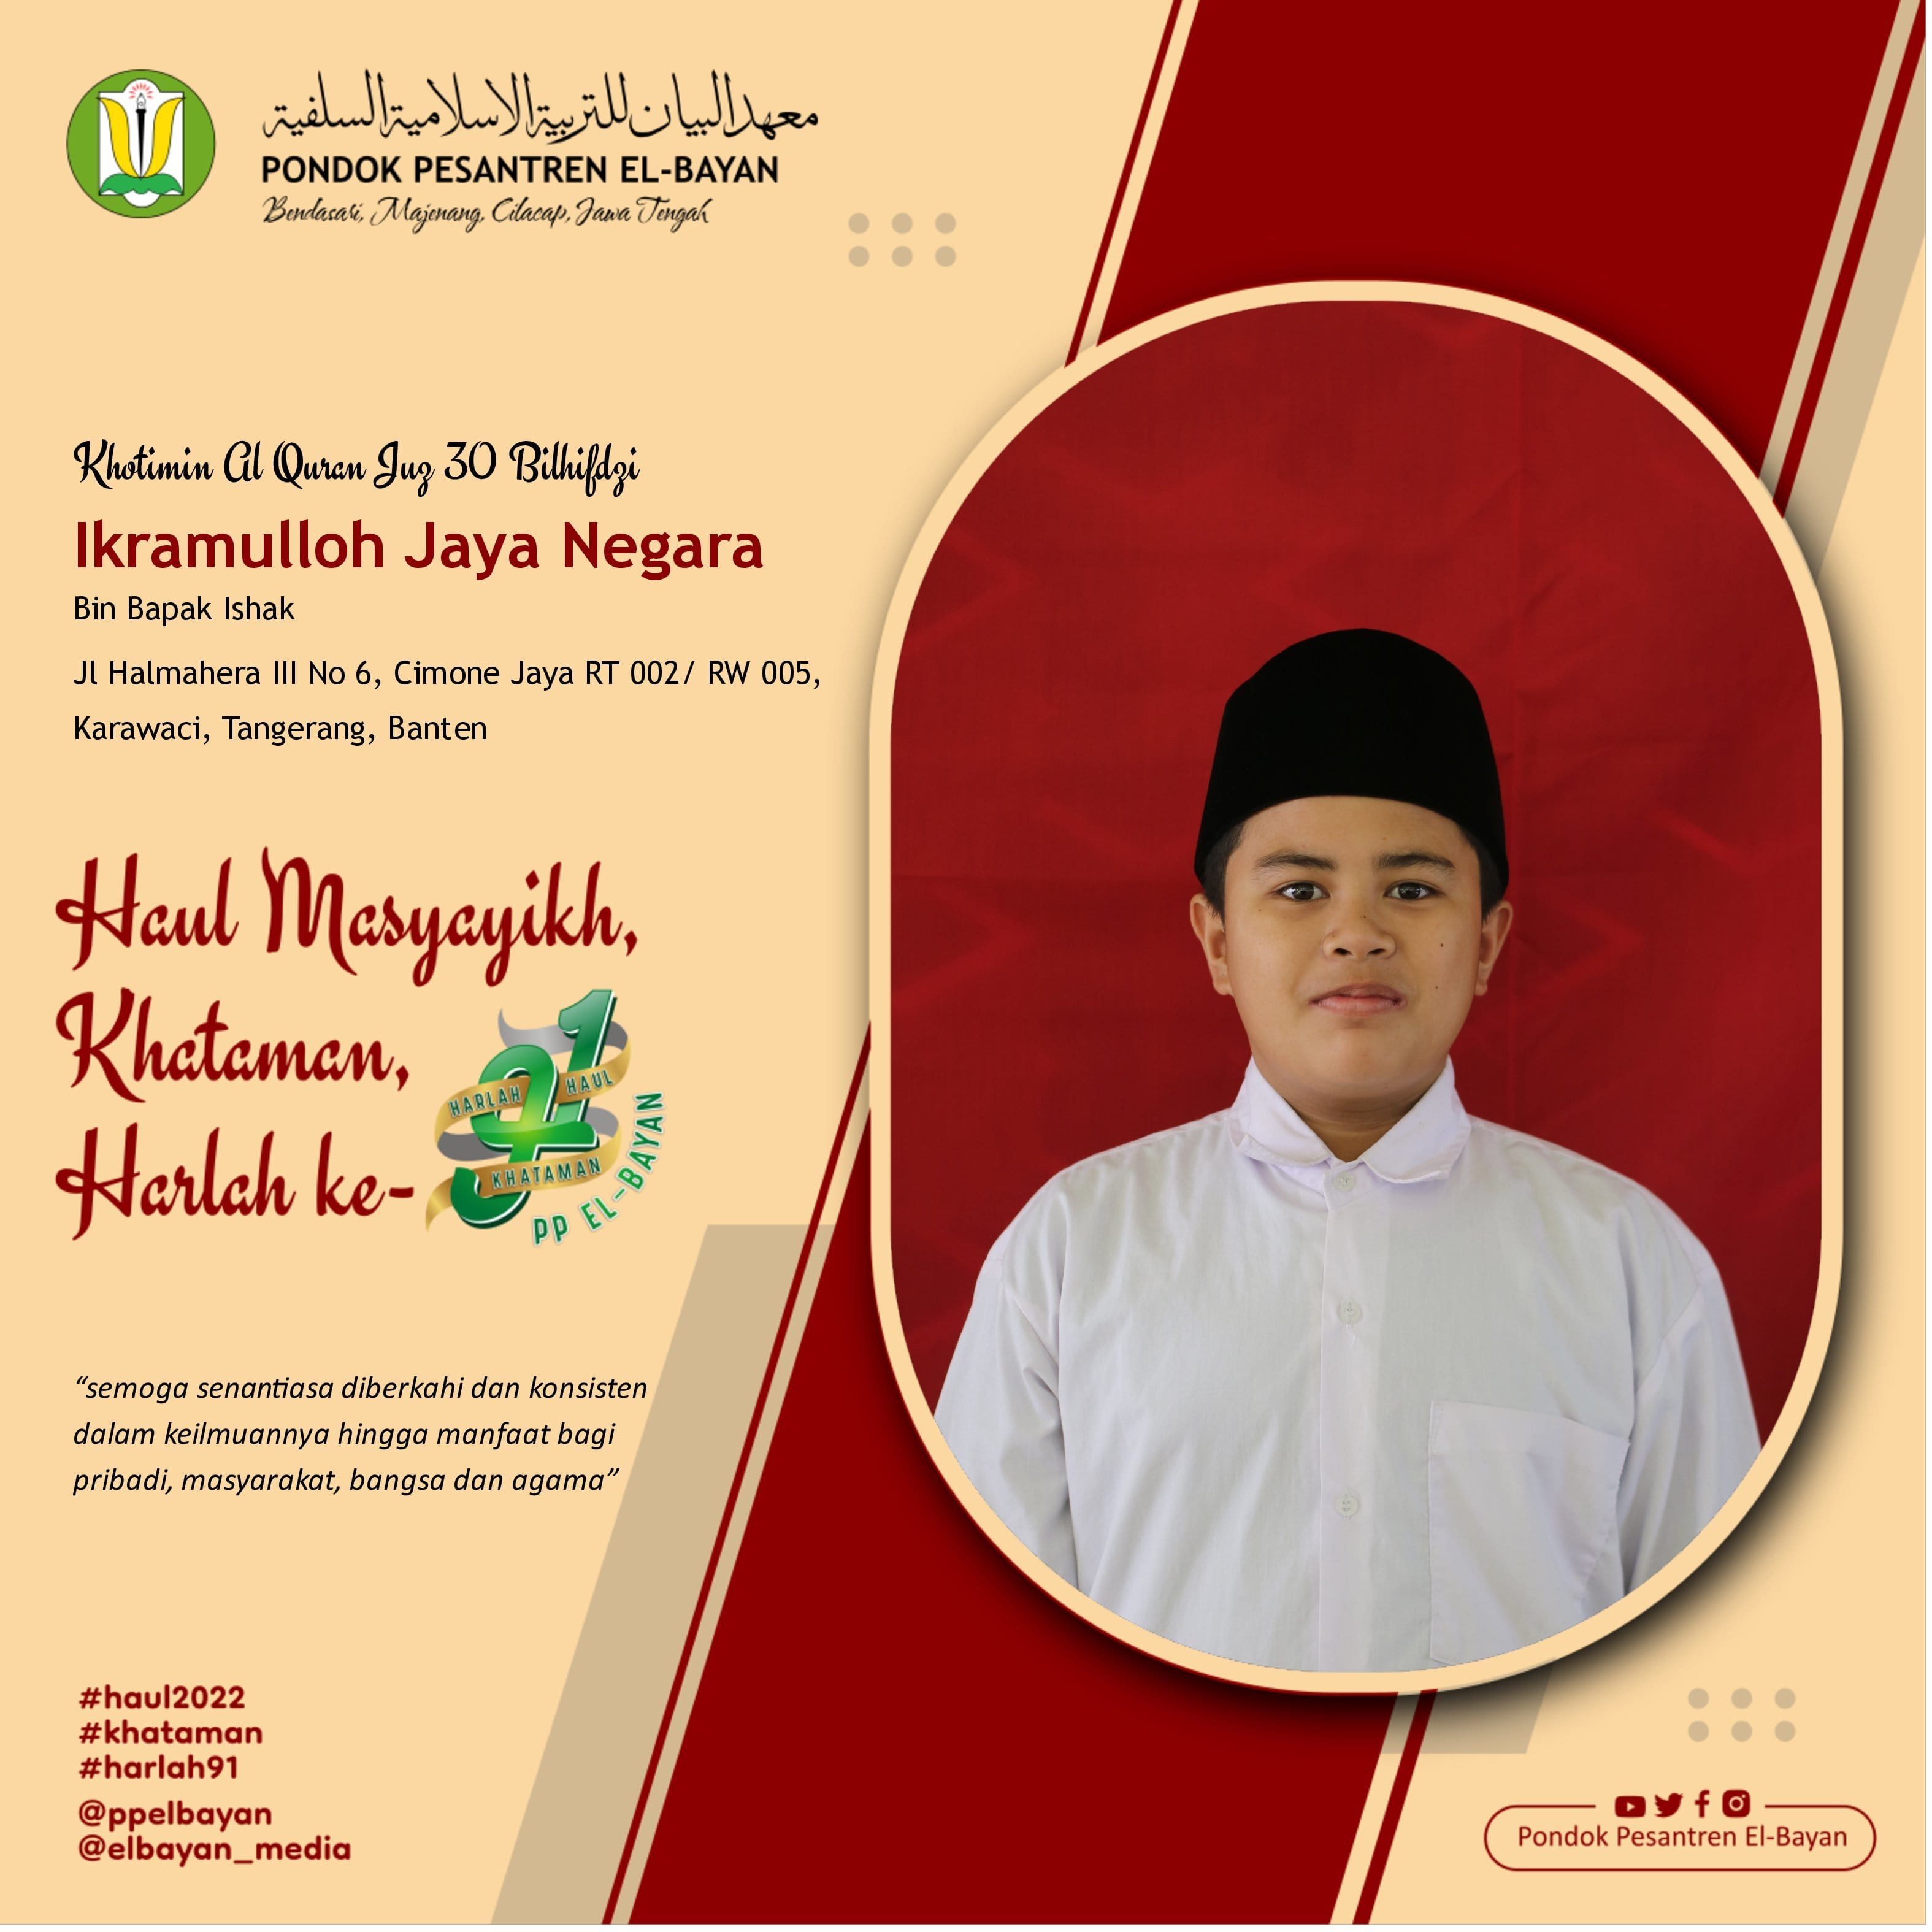 معهد البيان للتربية الاسلامية السلفية
PONDOK PESANTREN EL-BAYAN
Bendasari, Majenang, Cilacap, Jawa Tengah
Khotimin Al Quran Juz 30 Bilhifdzi
Ikramulloh Jaya Negara
Bin Bapak Ishak
Jl Halmahera III No 6, Cimone Jaya RT 002/ RW 005,
Karawaci, Tangerang, Banten
Haul Masyayikh,
Khataman,
Harlah ke-
91
HARLAH HAUL
KHATAMAN
PP EL-BAYAN
“semoga senantiasa diberkahi dan konsisten
dalam keilmuannya hingga manfaat bagi
pribadi, masyarakat, bangsa dan agama”
#haul2022
#khataman
#harlah91
@ppelbayan
@elbayan_media
Pondok Pesantren El-Bayan